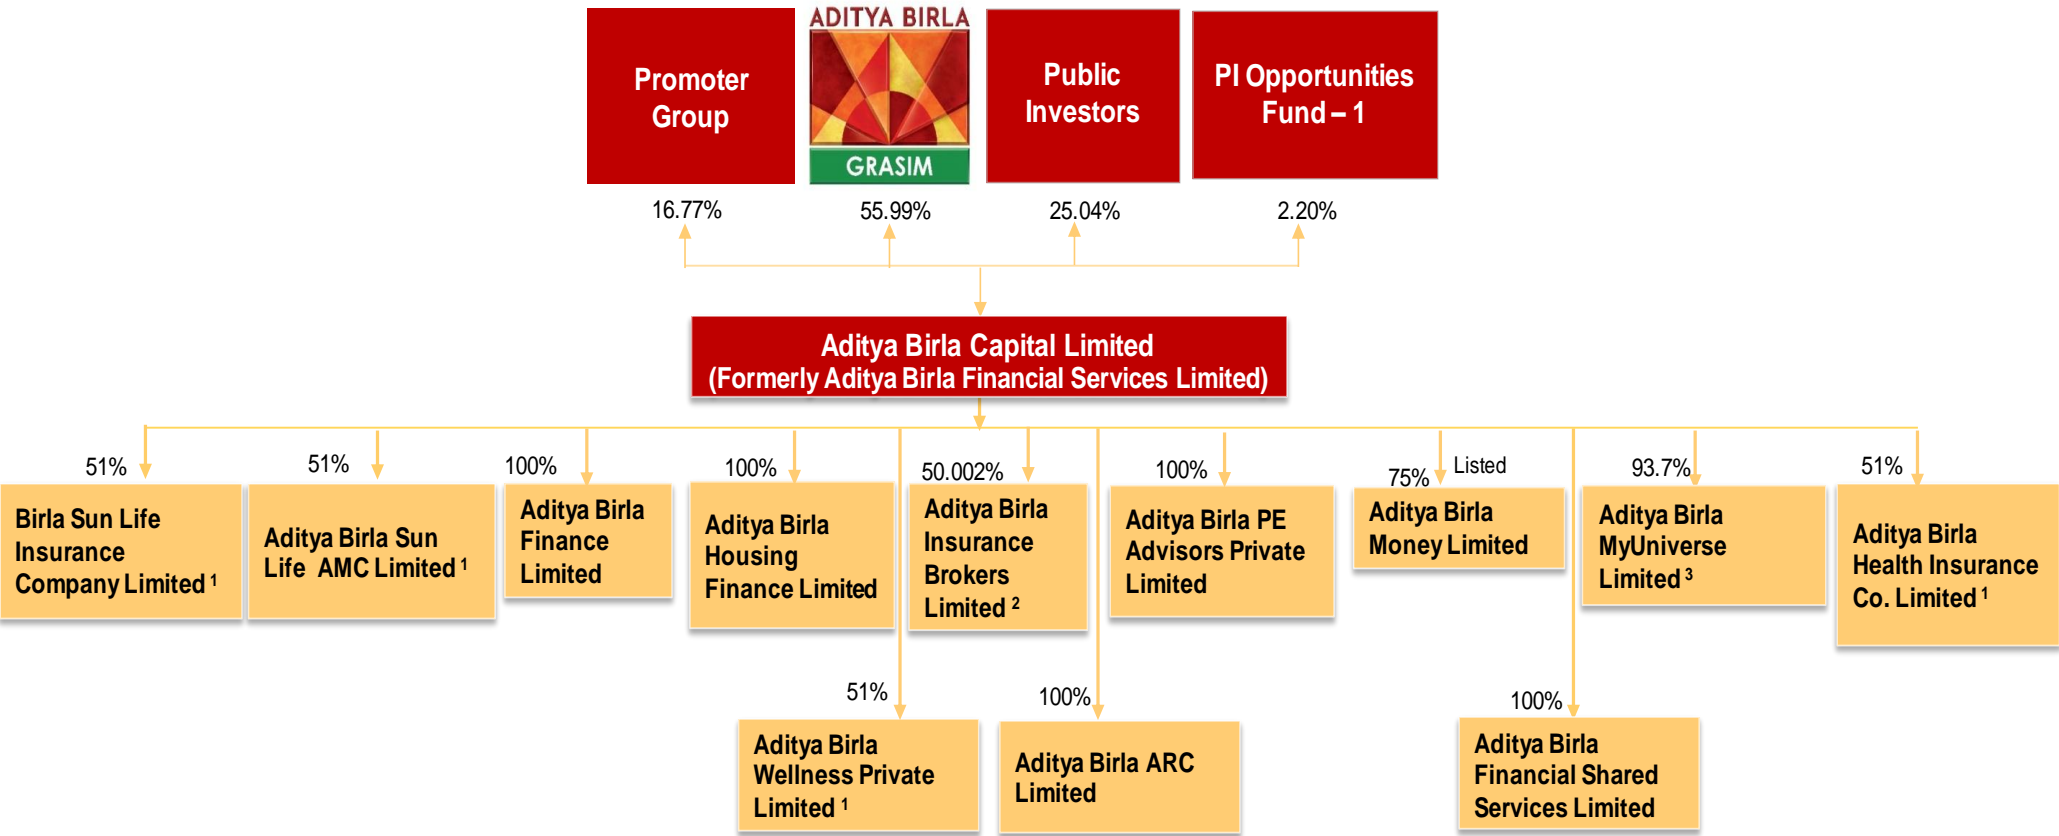 ADITYA BIRLA
GRASIM
Promoter
Group
Public
Investors
PI Opportunities
Fund – 1
16.77%
55.99%
25.04%
2.20%
Aditya Birla Capital Limited
(Formerly Aditya Birla Financial Services Limited)
51%
51%
100%
100%
50.002%
100%
75%
Listed
93.7%
51%
Birla Sun Life
Insurance
Company Limited ¹
Aditya Birla Sun
Life AMC Limited ¹
Aditya Birla
Finance
Limited
Aditya Birla
Housing
Finance Limited
Aditya Birla
Insurance
Brokers
Limited ²
Aditya Birla PE
Advisors Private
Limited
Aditya Birla
Money Limited
Aditya Birla
MyUniverse
Limited ³
Aditya Birla
Health Insurance
Co. Limited ¹
51%
100%
100%
Aditya Birla
Wellness Private
Limited ¹
Aditya Birla ARC
Limited
Aditya Birla
Financial Shared
Services Limited